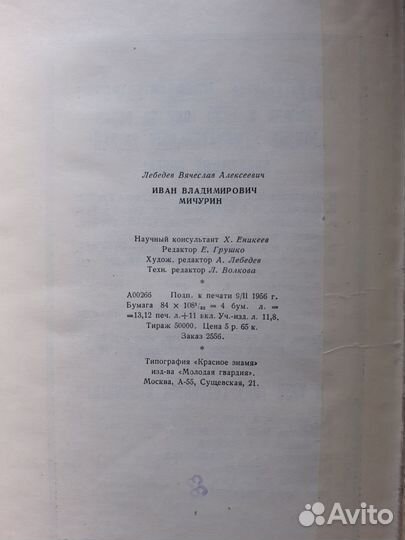 Лебедев Вячеслав Алексеевич
ИВАН ВЛАДИМИРОВИЧ
МИЧУРИН
Научный консультант Х. Еникеев
Редактор Е. Грушко
Худож. редактор А. Лебедев
Техн. редактор Л. Волкова
*
А00266 Подп. к печати 9/II 1956 г.
Бумага 84 × 108¹/₃₂ = 4 бум. л. =
=13,12 печ. л.+11 вкл. Уч.-изд. л. 11,8.
Тираж 50000. Цена 5 р. 65 к.
Заказ 2556.
*
Типография «Красное знамя»
изд-ва «Молодая гвардия».
Москва, А-55, Сущевская, 21.
Avito